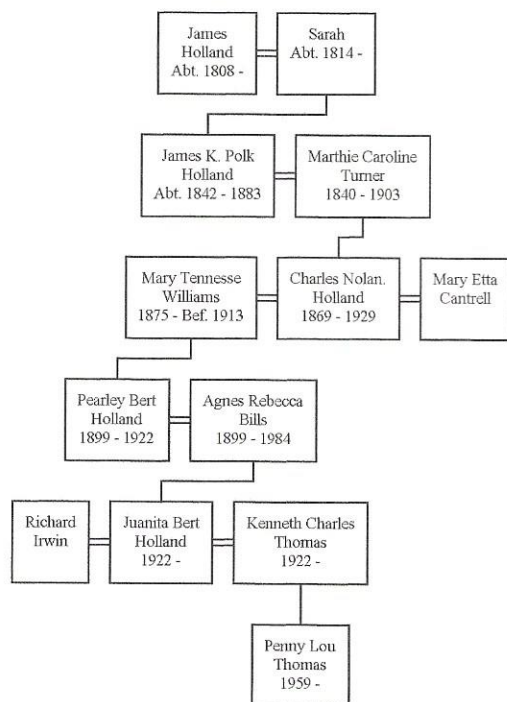 James
Holland
Abt. 1808 -
Sarah
Abt. 1814 -
James K. Polk
Holland
Abt. 1842 - 1883
Marthie Caroline
Turner
1840 - 1903
Mary Tennesse
Williams
1875 - Bef. 1913
Charles Nolan.
Holland
1869 - 1929
Mary Etta
Cantrell
Pearley Bert
Holland
1899 - 1922
Agnes Rebecca
Bills
1899 - 1984
Richard
Irwin
Juanita Bert
Holland
1922 -
Kenneth Charles
Thomas
1922 -
Penny Lou
Thomas
1959 -